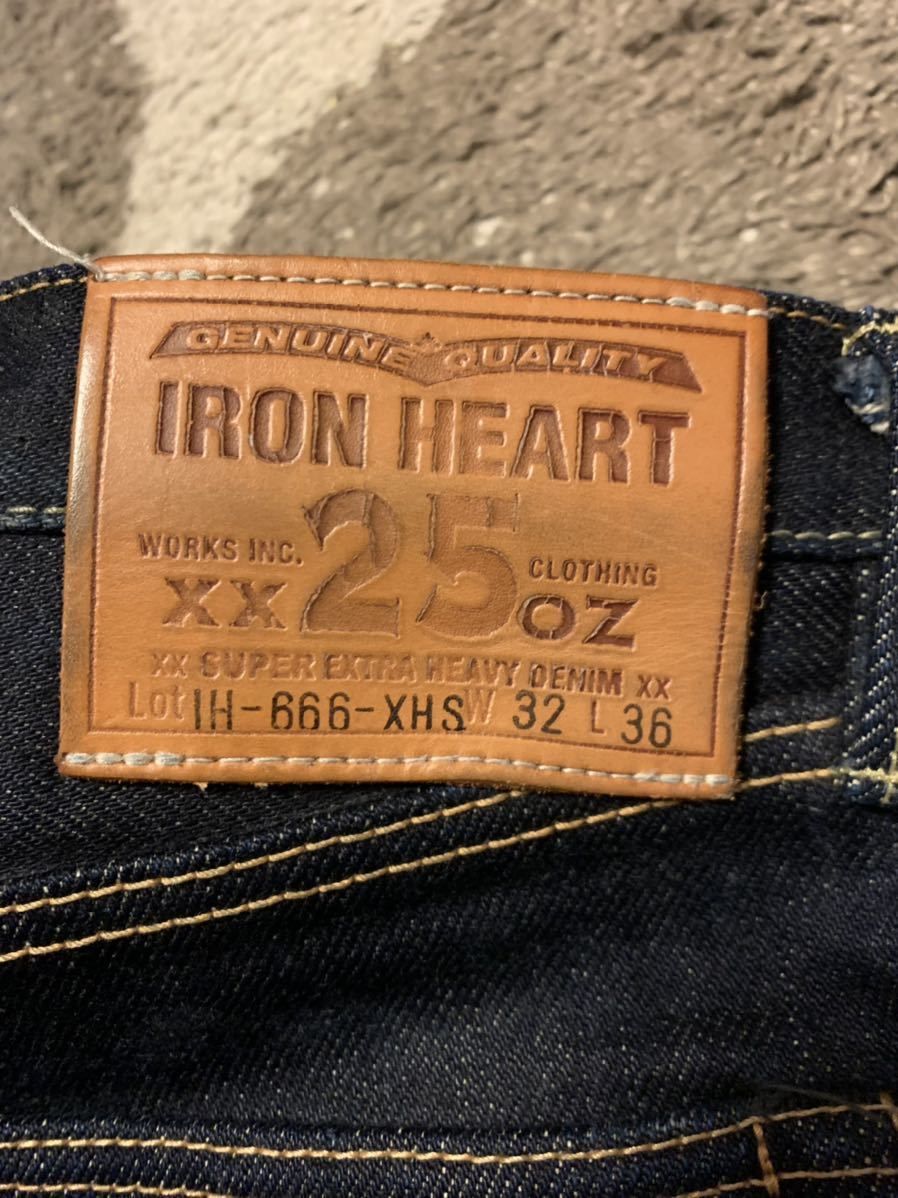 GENUINE QUALITY
IRON HEART
WORKS INC. 25 CLOTHING
XX OZ
XX SUPER EXTRA HEAVY DENIM XX
Lot IH-666-XHS W 32 L 36